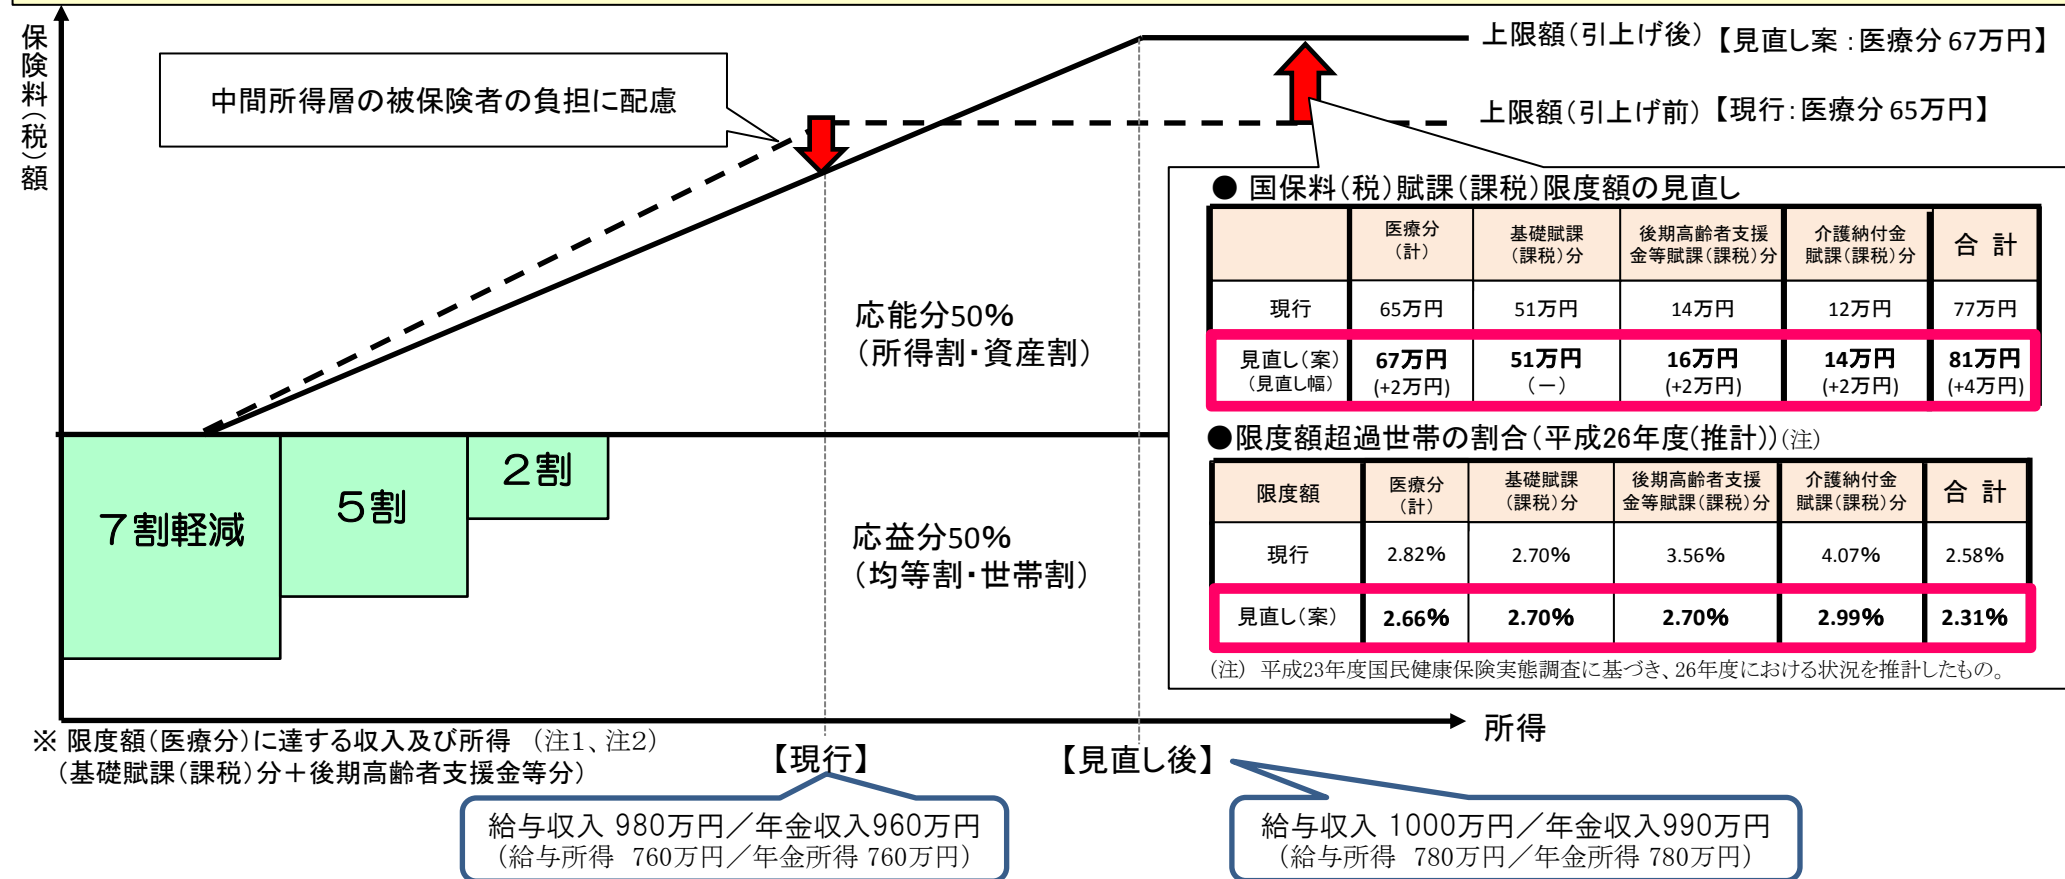 保険料(税)額
上限額(引上げ後)【見直し案:医療分 67万円】
中間所得層の被保険者の負担に配慮
上限額(引上げ前)【現行:医療分 65万円】
● 国保料(税)賦課(課税)限度額の見直し
医療分(計) 基礎賦課(課税)分 後期高齢者支援金等賦課(課税)分 介護納付金賦課(課税)分 合 計
現行 65万円 51万円 14万円 12万円 77万円
見直し(案) 67万円 51万円 16万円 14万円 81万円
(見直し幅) (+2万円) (-) (+2万円) (+2万円) (+4万円)
応能分50%
(所得割・資産割)
●限度額超過世帯の割合(平成26年度(推計))(注)
限度額 医療分(計) 基礎賦課(課税)分 後期高齢者支援金等賦課(課税)分 介護納付金賦課(課税)分 合 計
現行 2.82% 2.70% 3.56% 4.07% 2.58%
見直し(案) 2.66% 2.70% 2.70% 2.99% 2.31%
(注) 平成23年度国民健康保険実態調査に基づき、26年度における状況を推計したもの。
7割軽減
5割
2割
応益分50%
(均等割・世帯割)
所得
※ 限度額(医療分)に達する収入及び所得 (注1、注2)
(基礎賦課(課税)分+後期高齢者支援金等分)
【現行】
【見直し後】
給与収入 980万円/年金収入960万円
(給与所得 760万円/年金所得 760万円)
給与収入 1000万円/年金収入990万円
(給与所得 780万円/年金所得 780万円)